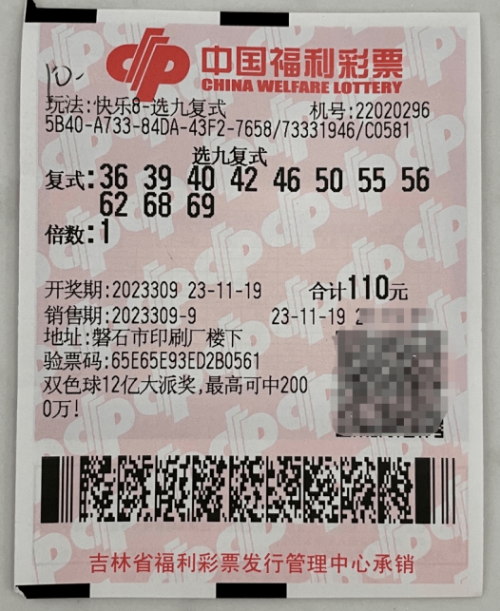 10-
中国福利彩票
CHINA WELFARE LOTTERY
玩法:快乐8-选九复式 机号:22020296
5B40-A733-84DA-43F2-7658/73331946/C0581
选九复式
复式:36 39 40 42 46 50 55 56
62 68 69
倍数:1
开奖期:2023309 23-11-19 合计110元
销售期:2023309-9 23-11-19 2
地址:磐石市印刷厂楼下
验票码:65E65E93ED2B0561
双色球12亿大派奖,最高可中200
0万!
吉林省福利彩票发行管理中心承销